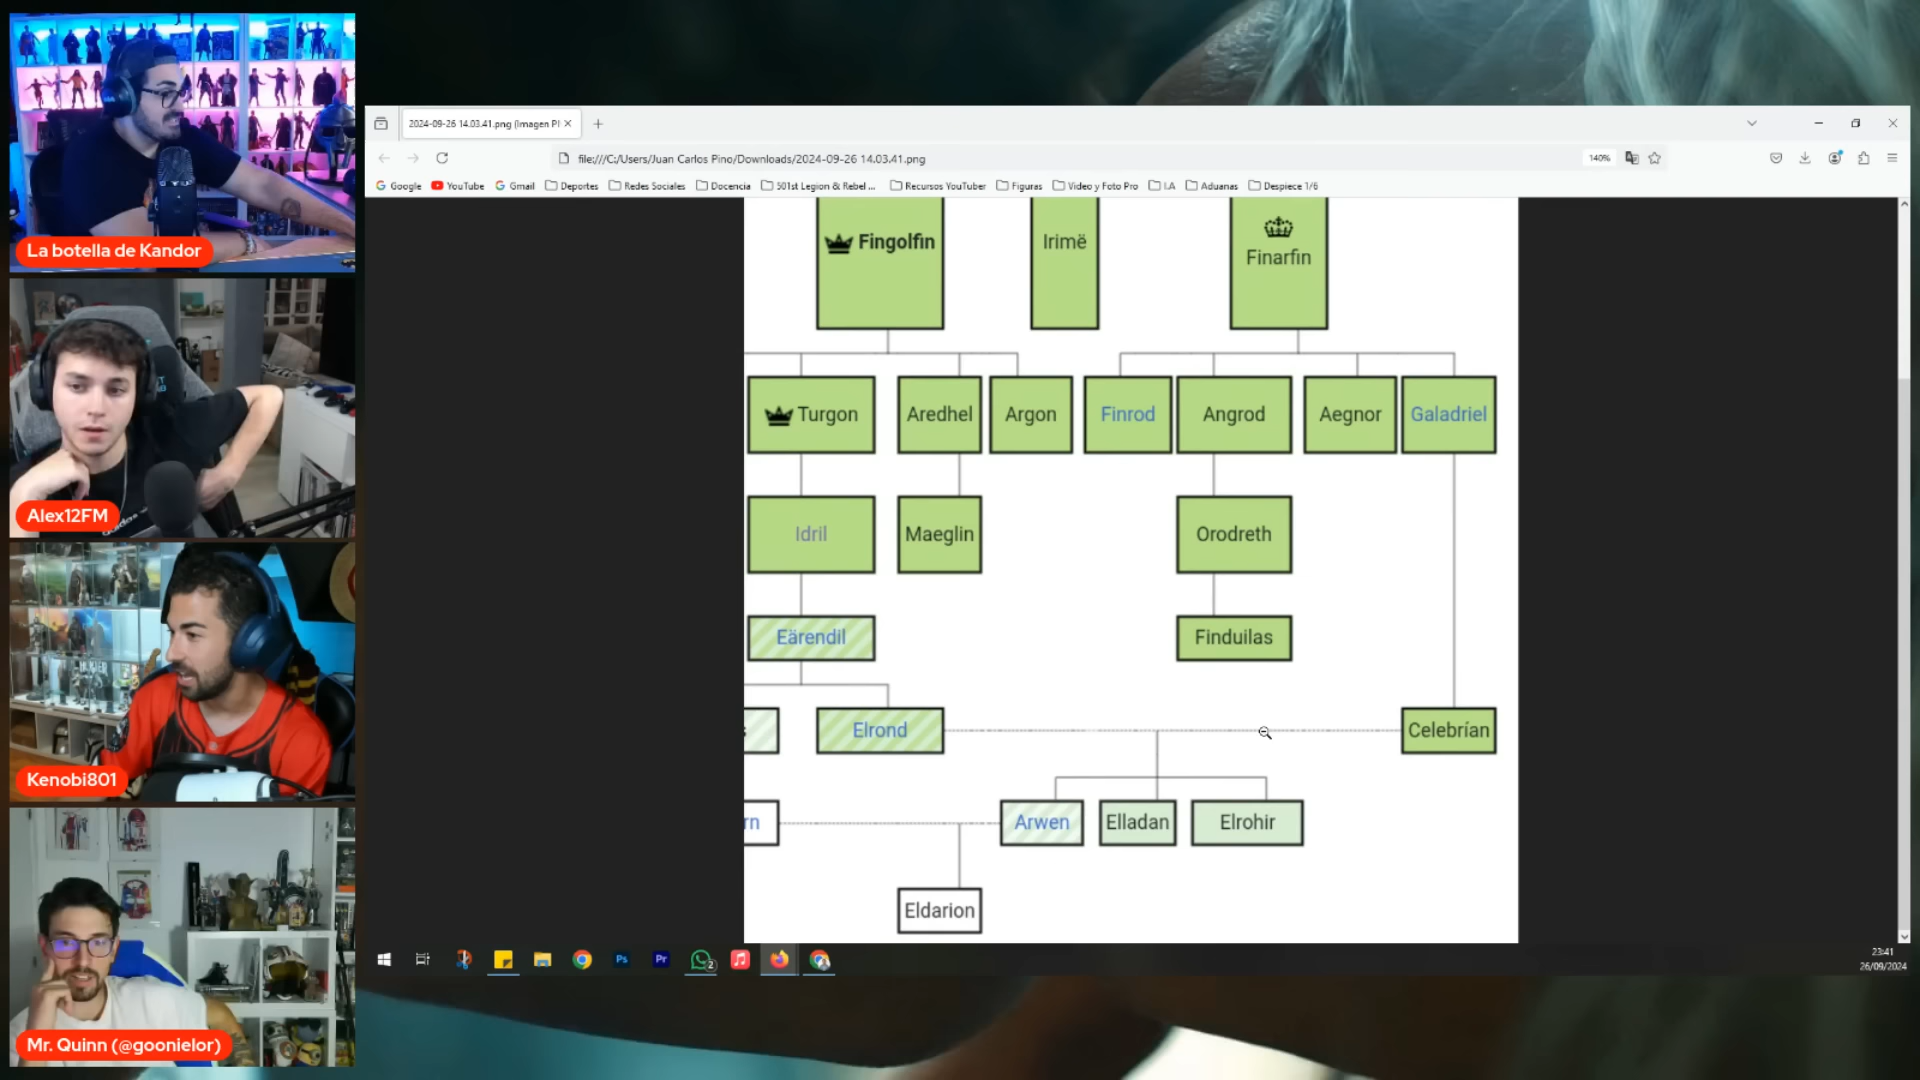 La botella de Kandor
Alex12FM
Kenobi801
Mr. Quinn (@goonielor)
2024-09-26 14.03.41.png (Imagen P
file:///C:/Users/Juan Carlos Pino/Downloads/2024-09-26 14.03.41.png
140%
Google
YouTube
Gmail
Deportes
Redes Sociales
Docencia
501st Legion & Rebel ...
Recursos YouTuber
Figuras
Video y Foto Pro
I.A
Aduanas
Despiece 1/6
Fingolfin
Irimë
Finarfin
Turgon
Aredhel
Argon
Finrod
Angrod
Aegnor
Galadriel
Idril
Maeglin
Orodreth
Eärendil
Finduilas
s
Elrond
Celebrían
rn
Arwen
Elladan
Elrohir
Eldarion
Ps
Pr
2
23:41
26/09/2024